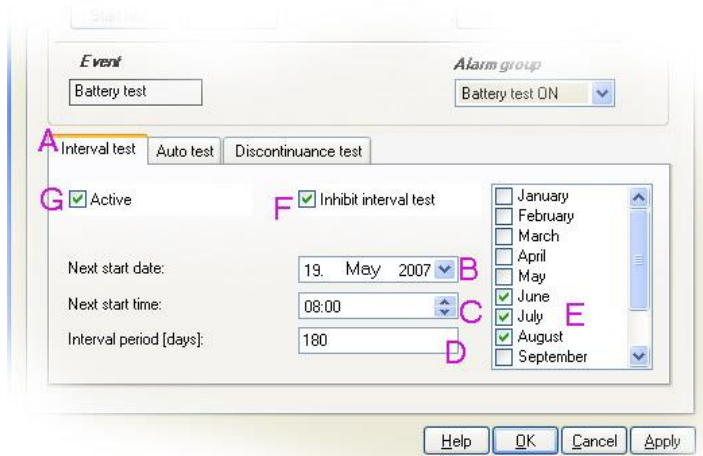 Event
Alarm group
Battery test
Battery test ON
A Interval test Auto test Discontinuance test
G Active
F Inhibit interval test
January
February
March
April
May
June
July
August
September
E
Next start date: 19. May 2007 B
Next start time: 08:00 C
Interval period [days]: 180 D
Help OK Cancel Apply